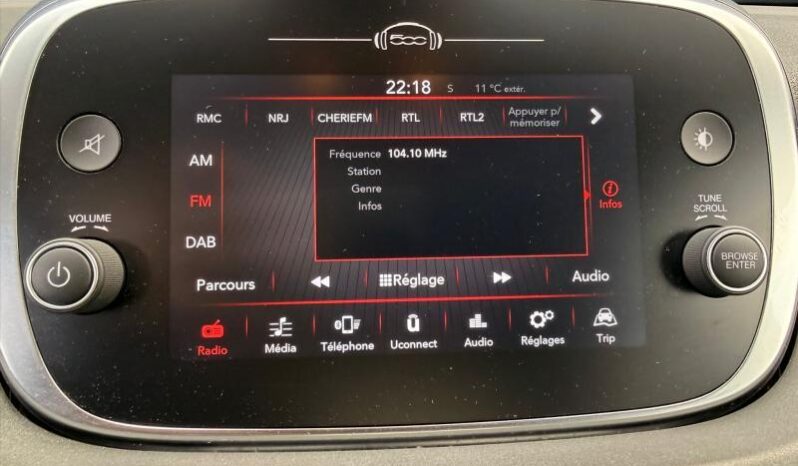 500
22:18 S 11 °C extér.
RMC NRJ CHERIEFM RTL RTL2 Appuyer p/
mémoriser
AM
FM
DAB
Fréquence 104.10 MHz
Station
Genre
Infos
Infos
VOLUME
TUNE
SCROLL
BROWSE
ENTER
Parcours Réglage Audio
Radio Média Téléphone Uconnect Audio Réglages Trip